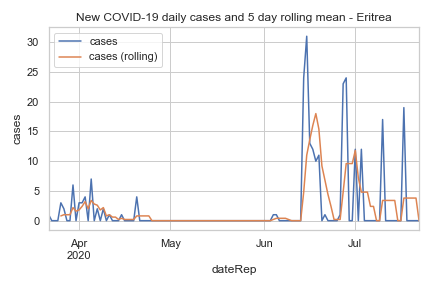 New COVID-19 daily cases and 5 day rolling mean - Eritrea
cases
cases (rolling)
30
25
20
15
10
5
0
cases
Apr
2020
May
Jun
Jul
dateRep